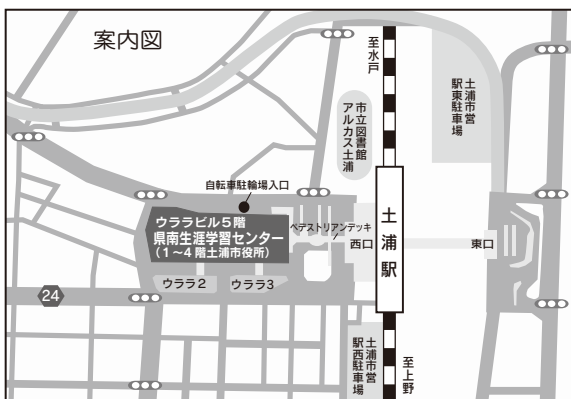 案内図
至水戸
土浦市営
駅東駐車場
市立図書館
アルカス土浦
自転車駐輪場入口
ウララビル5階
県南生涯学習センター
(1〜4階土浦市役所)
ペデストリアンデッキ
西口
土浦駅
東口
ウララ2
ウララ3
24
土浦市営
駅西駐車場
至上野